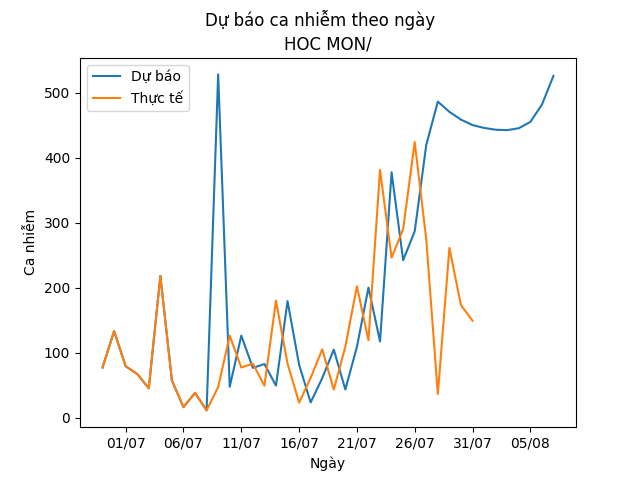 Dự báo ca nhiễm theo ngày
HOC MON/
Dự báo
Thực tế
Ca nhiễm
500
400
300
200
100
0
01/07 06/07 11/07 16/07 21/07 26/07 31/07 05/08
Ngày